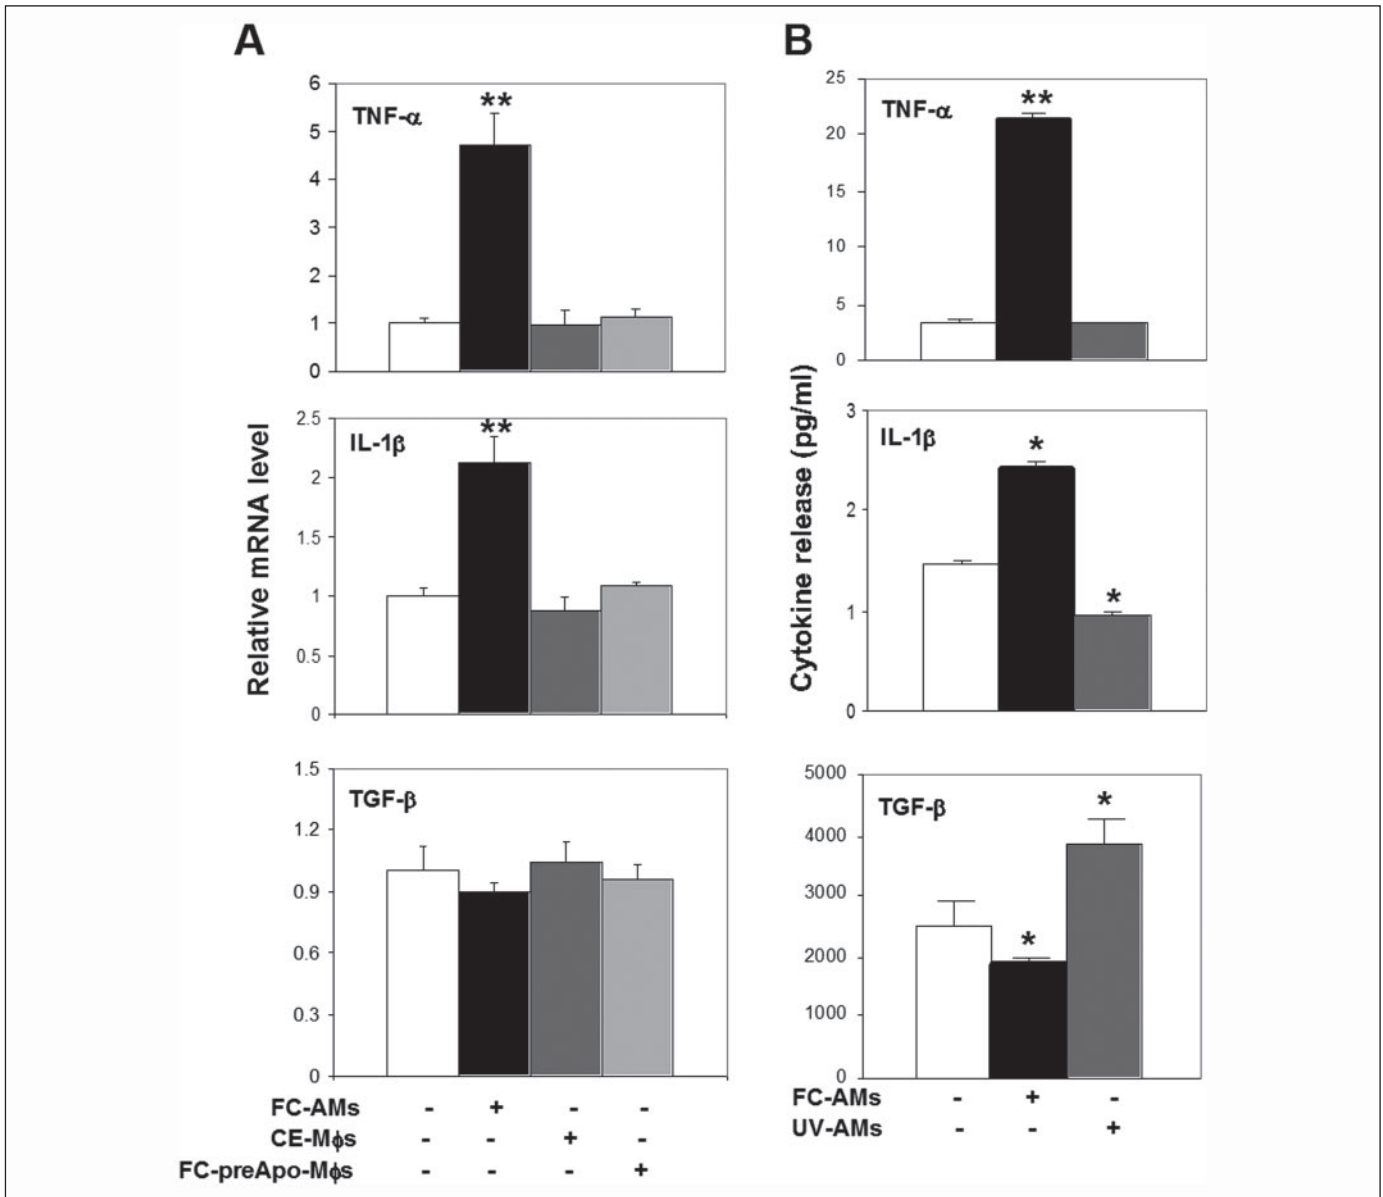 A
B
Relative mRNA level
TNF-α
**
6
5
4
3
2
1
0
IL-1β
**
2.5
2
1.5
1
0.5
0
TGF-β
1.5
1.2
0.9
0.6
0.3
0
FC-AMs - + - -
CE-Mϕs - - + -
FC-preApo-Mϕs - - - +
Cytokine release (pg/ml)
TNF-α
**
25
20
15
10
5
0
IL-1β
*
*
3
2
1
0
TGF-β
*
*
5000
4000
3000
2000
1000
0
FC-AMs - + -
UV-AMs - - +